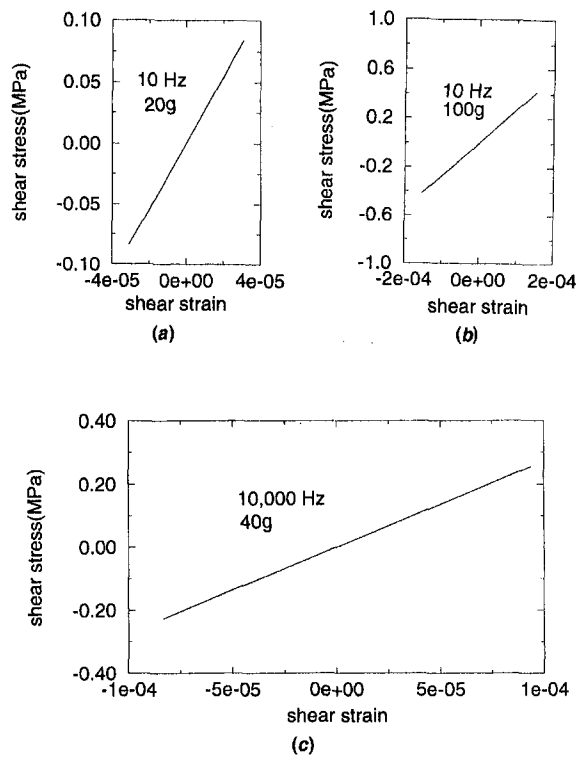 shear stress(MPa)
0.10
0.05
0.00
-0.05
-0.10
10 Hz
20g
-4e-05 0e+00 4e-05
shear strain
(a)
shear stress(MPa)
1.0
0.6
0.2
-0.2
-0.6
-1.0
10 Hz
100g
-2e-04 0e+00 2e-04
shear strain
(b)
shear stress(MPa)
0.40
0.20
0.00
-0.20
-0.40
10,000 Hz
40g
-1e-04 -5e-05 0e+00 5e-05 1e-04
shear strain
(c)